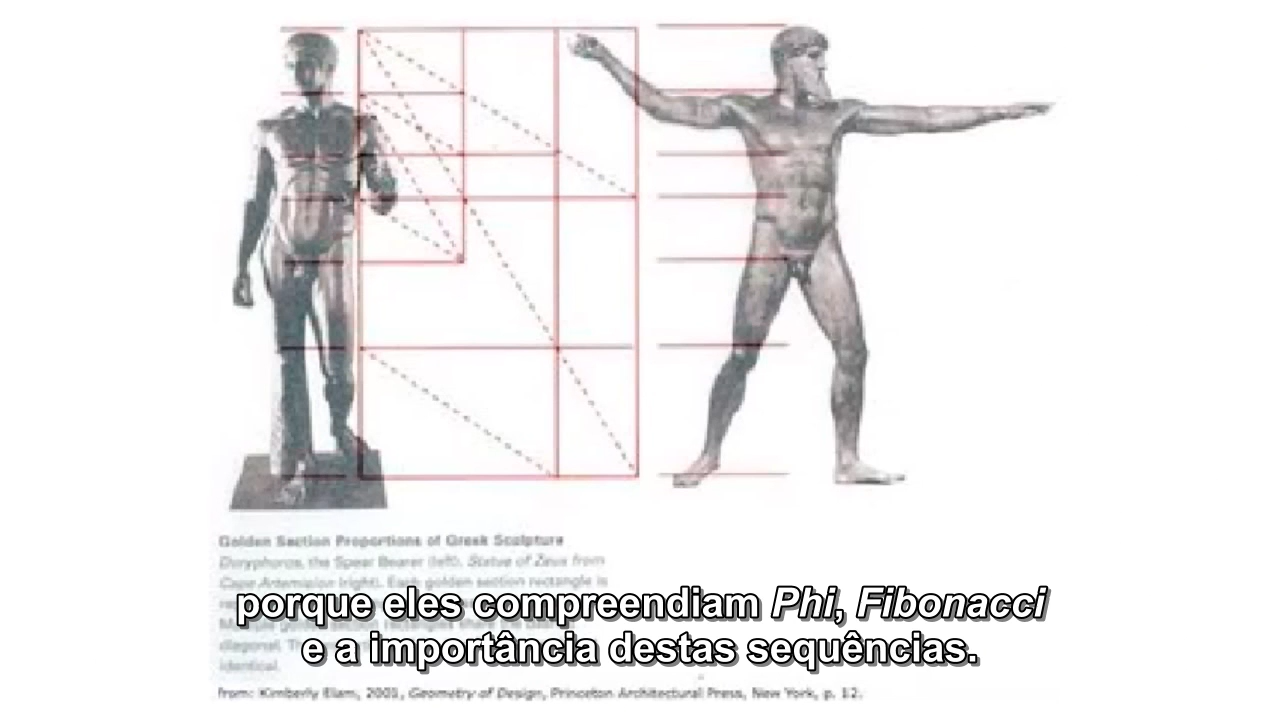 Golden Section Proportions of Greek Sculpture
Doryphoros, the Spear Bearer (left). Statue of Zeus from
Cape Artemision (right). Each golden section rectangle is
porque eles compreendiam Phi, Fibonacci
e a importância destas sequências.
diagonal.
identical.
from: Kimberly Elam, 2001, Geometry of Design, Princeton Architectural Press, New York, p. 12.